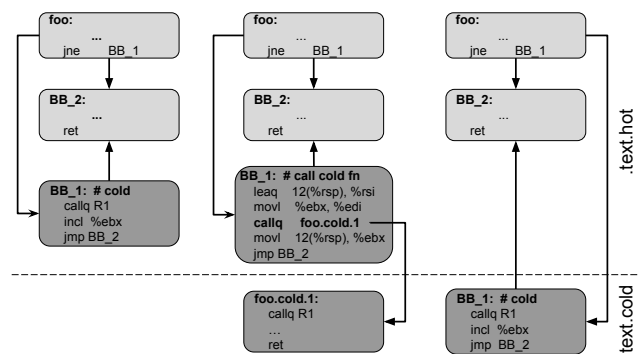 foo:
...
jne BB_1
BB_2:
...
ret
BB_1: # cold
callq R1
incl %ebx
jmp BB_2
foo:
...
jne BB_1
BB_2:
...
ret
BB_1: # call cold fn
leaq 12(%rsp), %rsi
movl %ebx, %edi
callq foo.cold.1
movl 12(%rsp), %ebx
jmp BB_2
foo.cold.1:
callq R1
...
ret
foo:
...
jne BB_1
BB_2:
...
ret
BB_1: # cold
callq R1
incl %ebx
jmp BB_2
.text.hot
text.cold